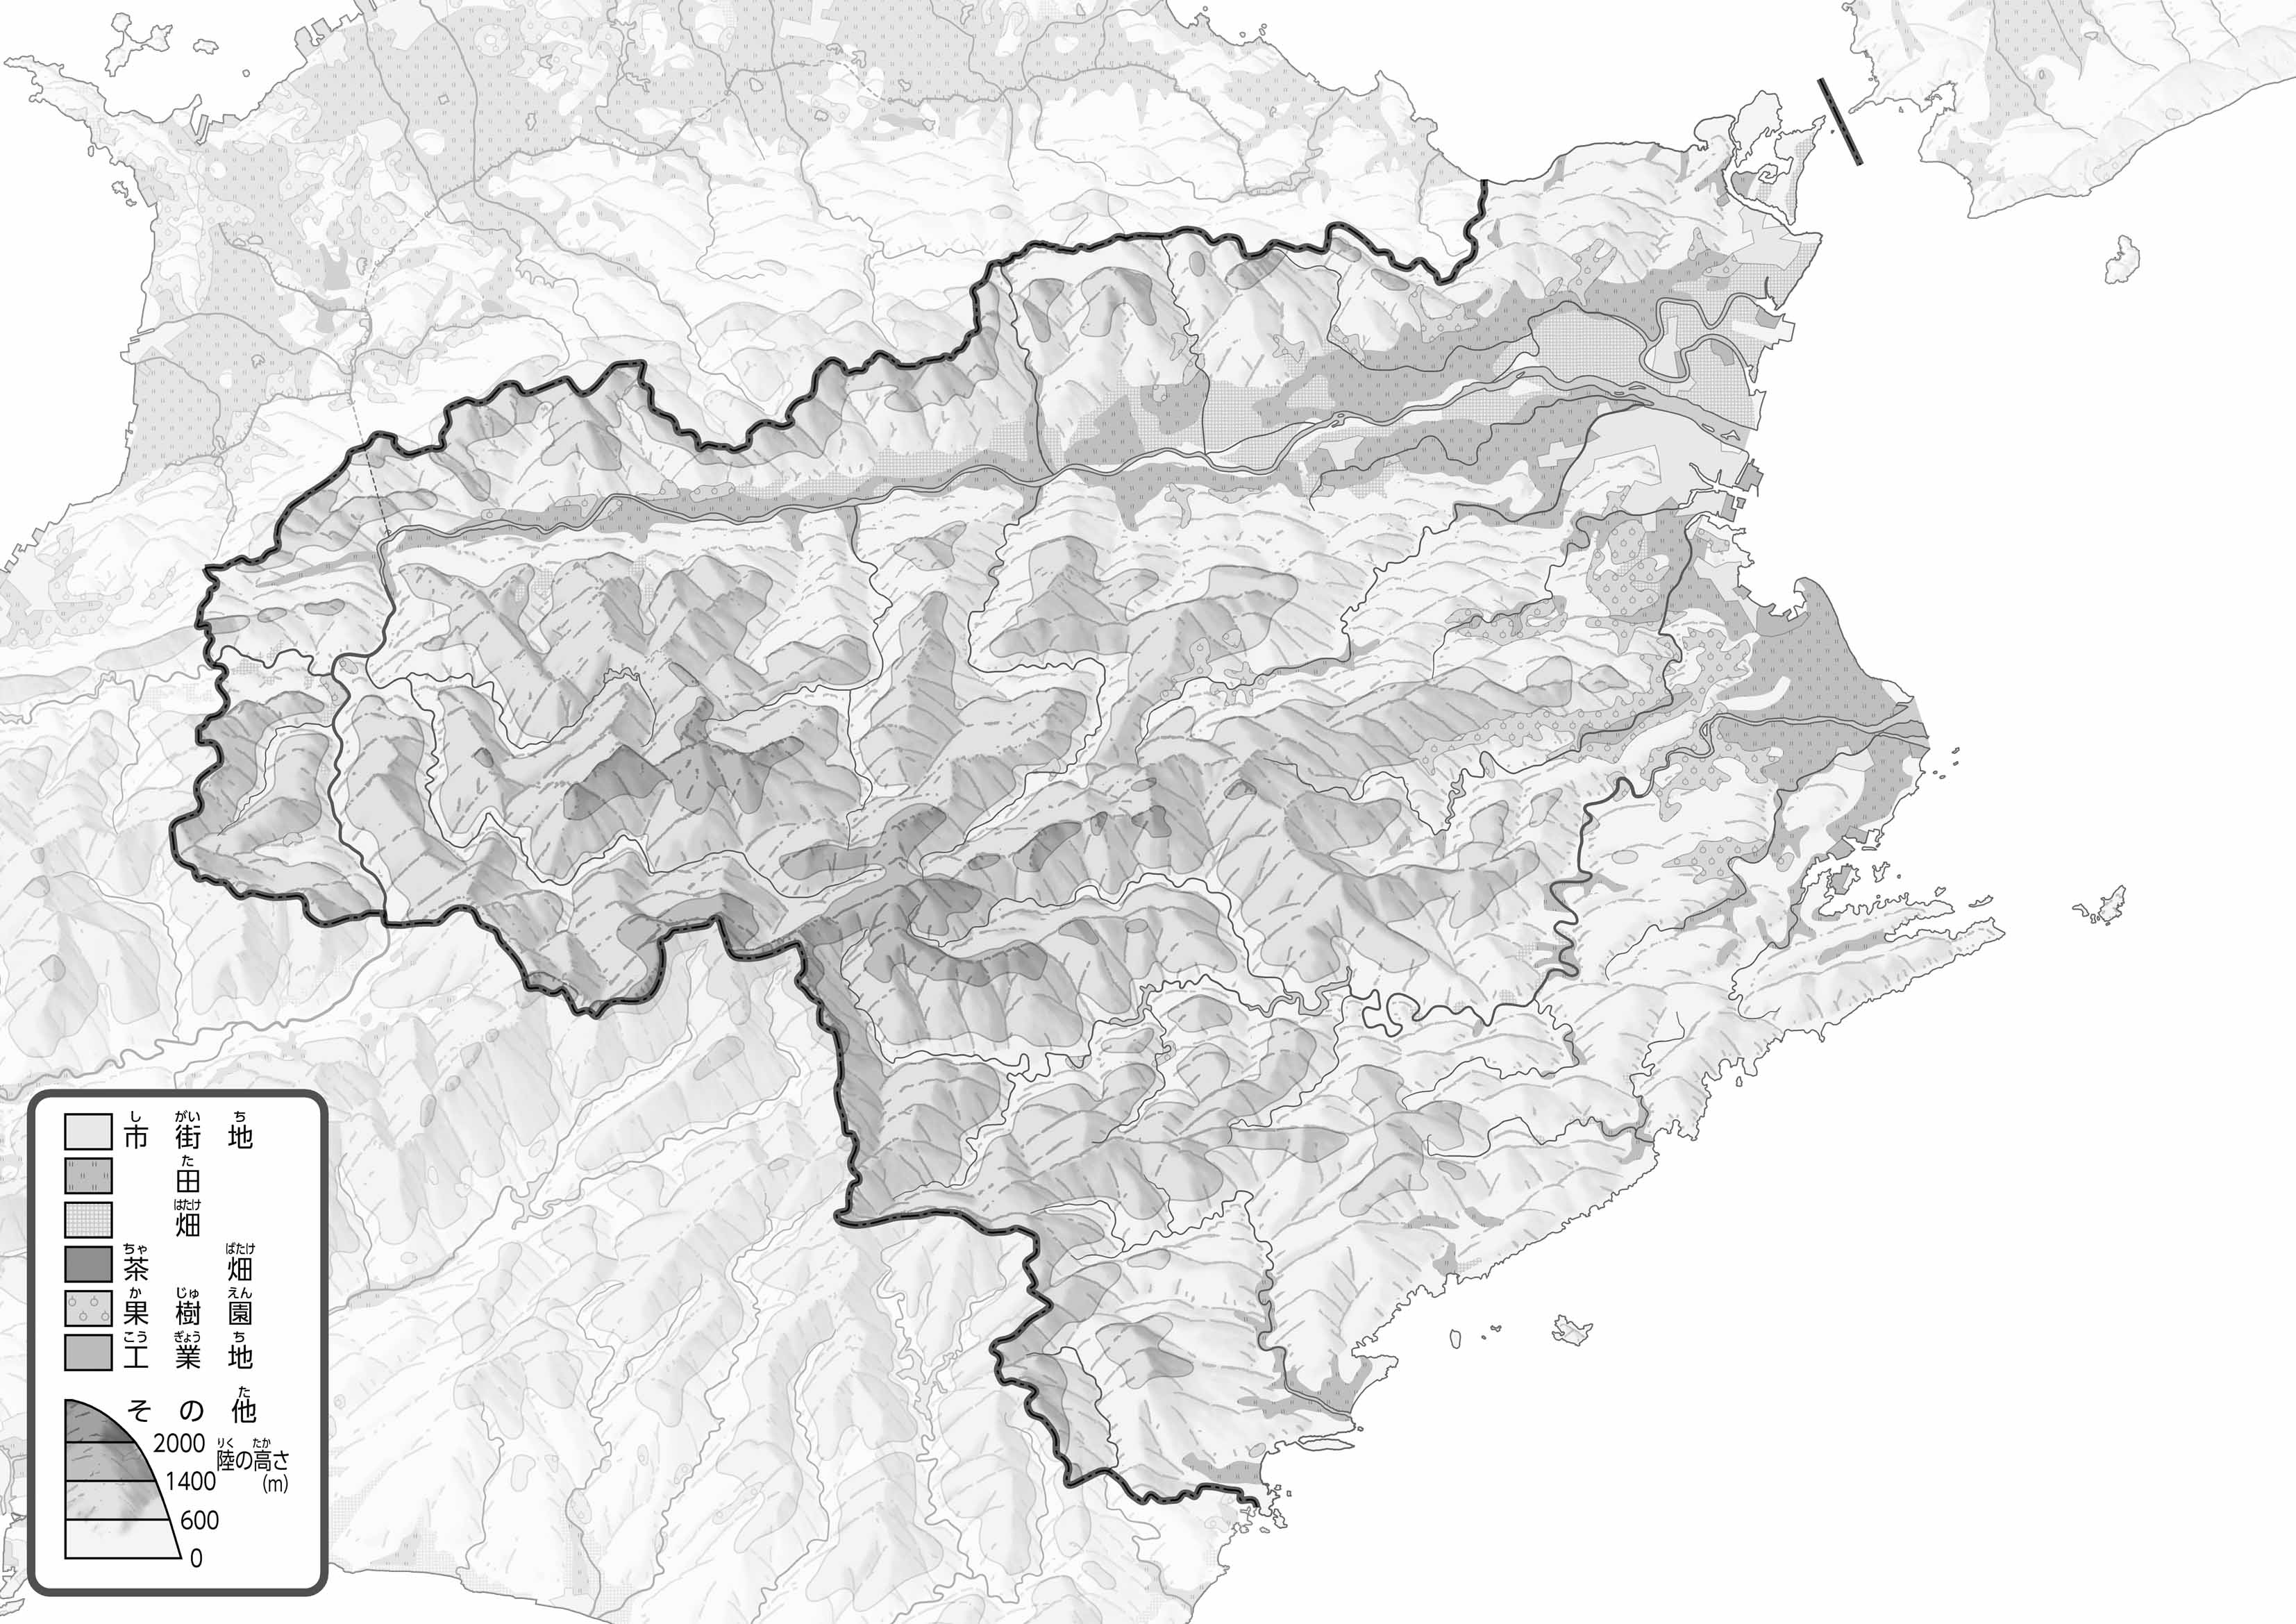 し がい ち
市 街 地
た
田
はたけ
畑
ちゃ ばたけ
茶 畑
か じゅ えん
果 樹 園
こう ぎょう ち
工 業 地
た
そ の 他
2000
りく たか
陸の高さ
1400 (m)
600
0